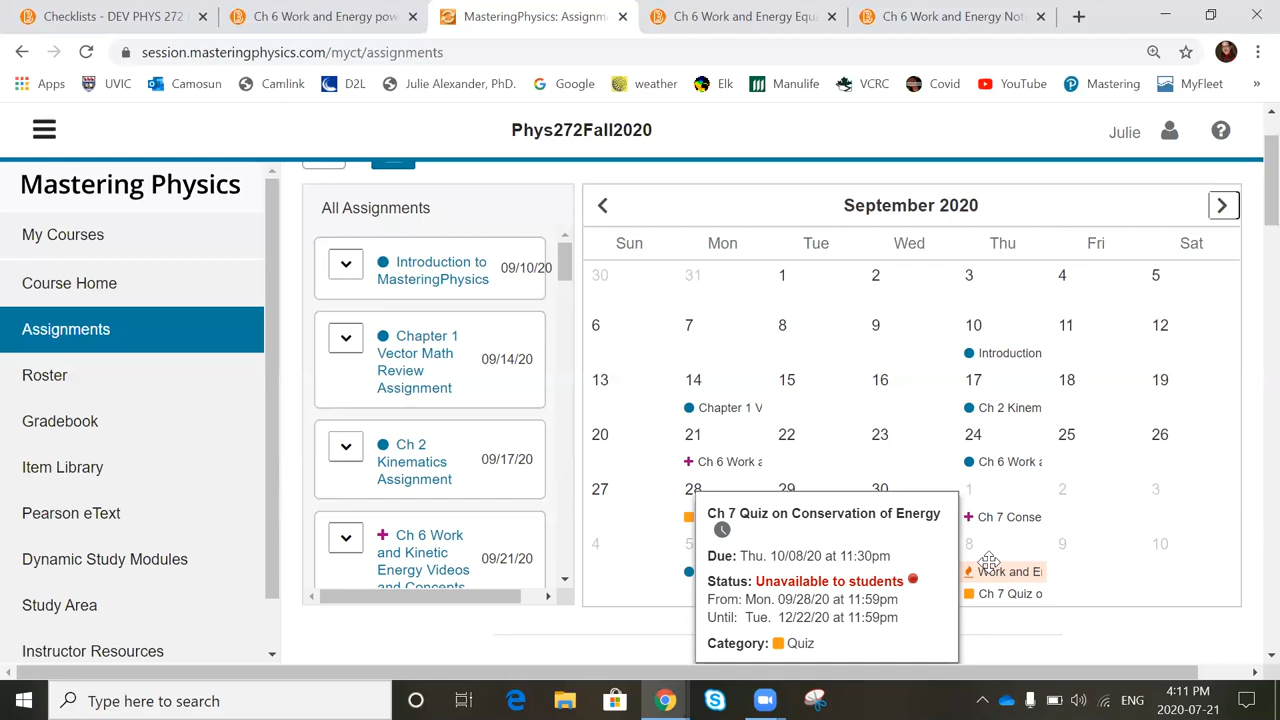 Checklists - DEV PHYS 272
Ch 6 Work and Energy pow
MasteringPhysics: Assignm
Ch 6 Work and Energy Equ
Ch 6 Work and Energy Not
session.masteringphysics.com/myct/assignments
Apps
UVIC
Camosun
Camlink
D2L
Julie Alexander, PhD.
Google
weather
Elk
Manulife
VCRC
Covid
YouTube
Mastering
MyFleet
»
Phys272Fall2020
Julie
Mastering Physics
My Courses
Course Home
Assignments
Roster
Gradebook
Item Library
Pearson eText
Dynamic Study Modules
Study Area
Instructor Resources
All Assignments
Introduction to
MasteringPhysics
09/10/20
Chapter 1
Vector Math
Review
Assignment
09/14/20
Ch 2
Kinematics
Assignment
09/17/20
Ch 6 Work
and Kinetic
Energy Videos
and Concepts
09/21/20
September 2020
Sun Mon Tue Wed Thu Fri Sat
30 31 1 2 3 4 5
6 7 8 9 10 11 12
Introduction
13 14 15 16 17 18 19
Chapter 1 V
Ch 2 Kinem
20 21 22 23 24 25 26
Ch 6 Work a
Ch 6 Work a
27 28 29 30 1 2 3
Ch 7 Conse
4 5 8 9 10
Work and E
Ch 7 Quiz o
Ch 7 Quiz on Conservation of Energy
Due: Thu. 10/08/20 at 11:30pm
Status: Unavailable to students
From: Mon. 09/28/20 at 11:59pm
Until: Tue. 12/22/20 at 11:59pm
Category: Quiz
Type here to search
ENG
4:11 PM
2020-07-21